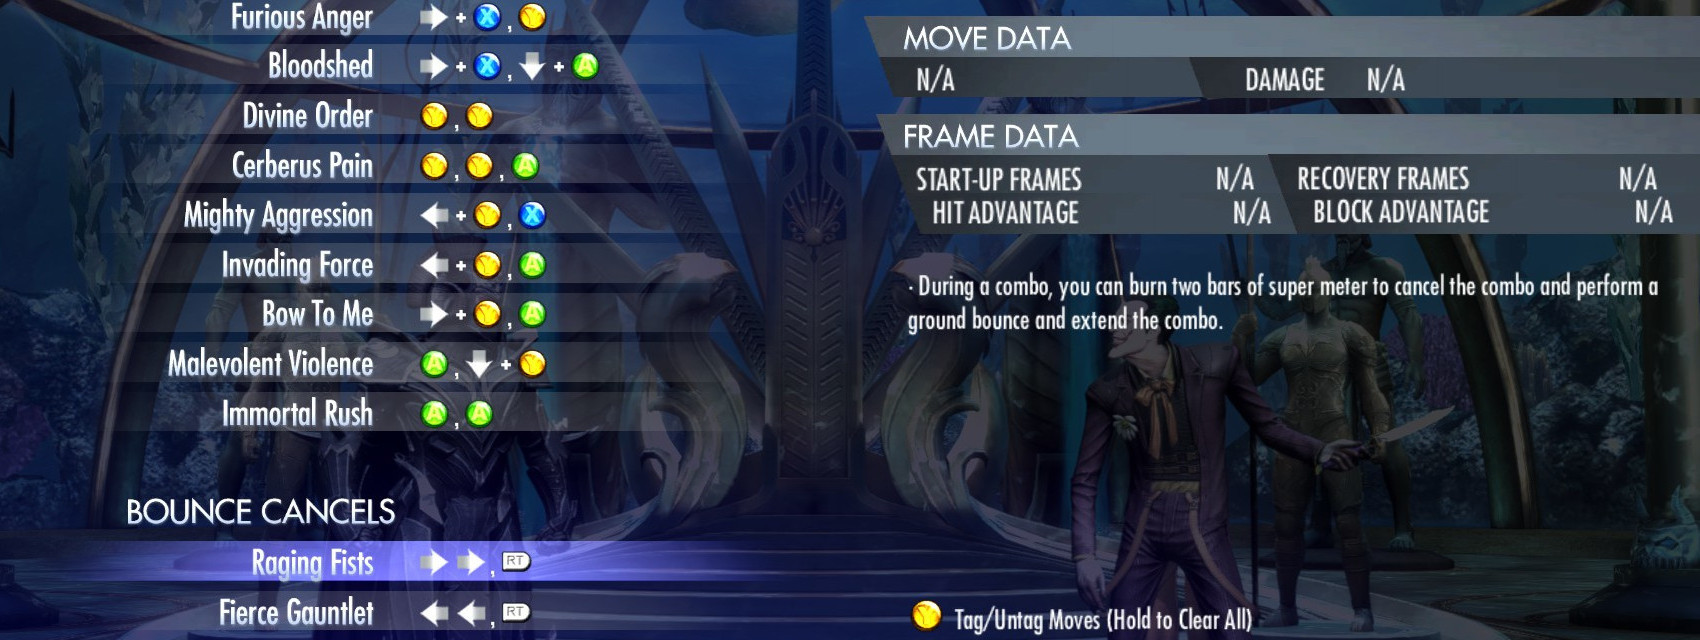 Furious Anger → + X , Y
Bloodshed → + X , ↓ + A
Divine Order Y , Y
Cerberus Pain Y , Y , A
Mighty Aggression ← + Y , X
Invading Force ← + Y , A
Bow To Me → + Y , A
Malevolent Violence A , ↓ + Y
Immortal Rush A , A
BOUNCE CANCELS
Raging Fists → → , RT
Fierce Gauntlet ← ← , RT
MOVE DATA
N/A DAMAGE N/A
FRAME DATA
START-UP FRAMES N/A RECOVERY FRAMES N/A
HIT ADVANTAGE N/A BLOCK ADVANTAGE N/A
· During a combo, you can burn two bars of super meter to cancel the combo and perform a
ground bounce and extend the combo.
Y Tag/Untag Moves (Hold to Clear All)